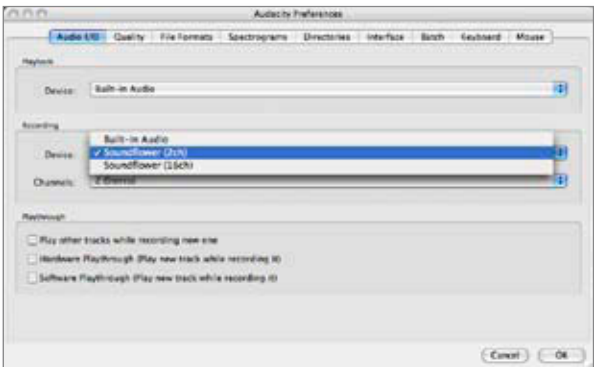 Audacity Preferences
Audio I/O Quality File Formats Spectrograms Directories Interface Batch Keyboard Mouse
Playback
Device: Built-in Audio
Recording
Built-in Audio
Device: ✓ Soundflower (2ch)
Soundflower (16ch)
Channels: 2 (Stereo)
Playthrough
Play other tracks while recording new one
Hardware Playthrough (Play new track while recording it)
Software Playthrough (Play new track while recording it)
Cancel OK